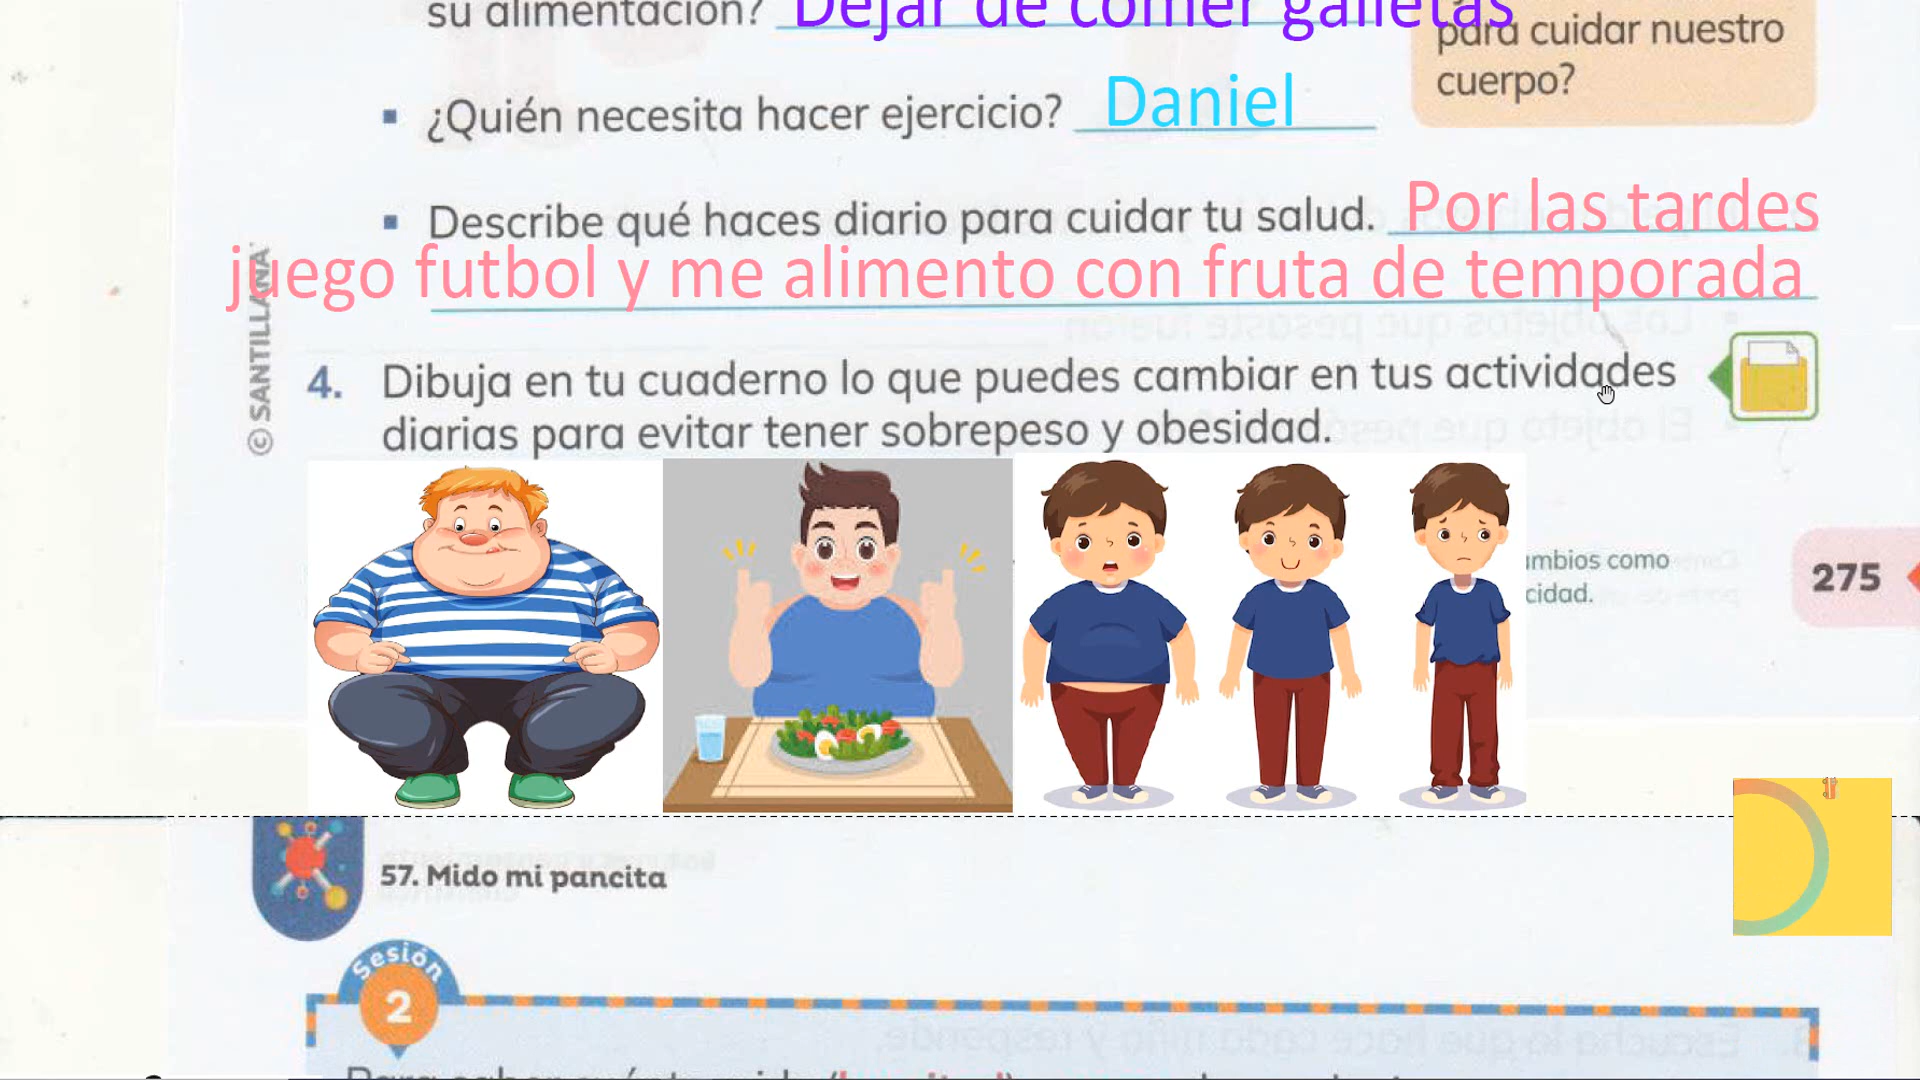 su alimentación? Dejar de comer galletas
para cuidar nuestro
cuerpo?
¿Quién necesita hacer ejercicio? Daniel
Describe qué haces diario para cuidar tu salud. Por las tardes
juego futbol y me alimento con fruta de temporada
© SANTILLANA
4. Dibuja en tu cuaderno lo que puedes cambiar en tus actividades
diarias para evitar tener sobrepeso y obesidad.
como
275
57. Mido mi pancita
Sesión
2